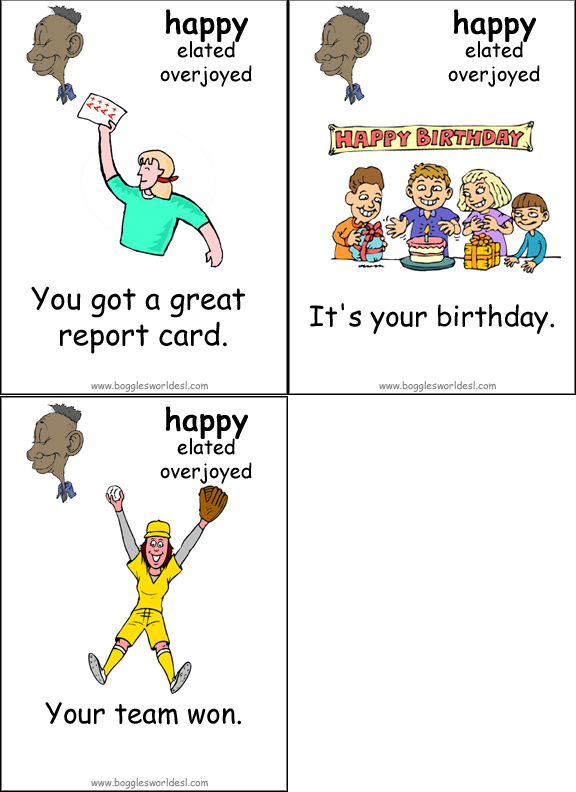 happy
elated
overjoyed
You got a great
report card.
www.bogglesworldesl.com
happy
elated
overjoyed
HAPPY BIRTHDAY
It's your birthday.
www.bogglesworldesl.com
happy
elated
overjoyed
Your team won.
www.bogglesworldesl.com